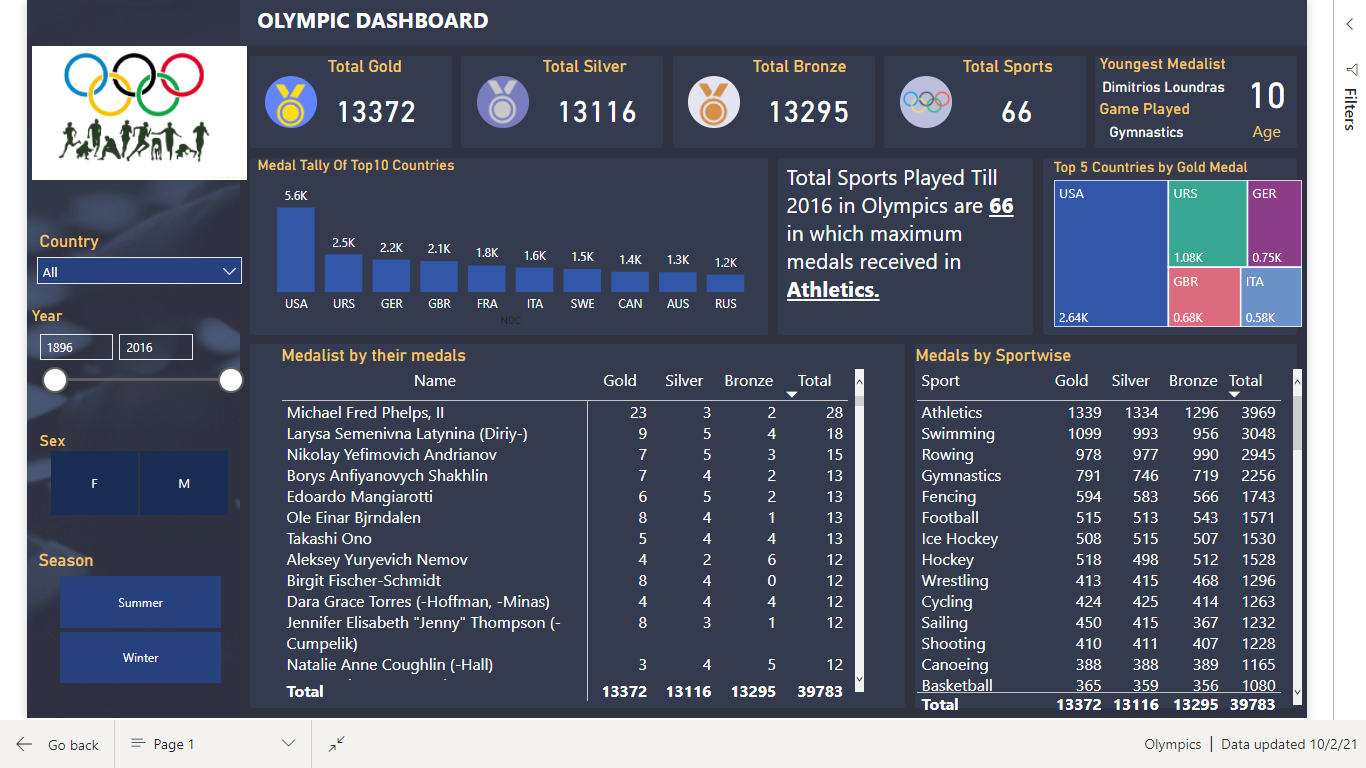 OLYMPIC DASHBOARD
Total Gold
13372
Total Silver
13116
Total Bronze
13295
Total Sports
66
Youngest Medalist
Dimitrios Loundras
Game Played
Gymnastics
10
Age
Country
All
Year
1896 2016
Sex
F M
Season
Summer
Winter
Medal Tally Of Top10 Countries
5.6K 2.5K 2.2K 2.1K 1.8K 1.6K 1.5K 1.4K 1.3K 1.2K
USA URS GER GBR FRA ITA SWE CAN AUS RUS
NOC
Total Sports Played Till
2016 in Olympics are 66
in which maximum
medals received in
Athletics.
Top 5 Countries by Gold Medal
USA
2.64K
URS
1.08K
GER
0.75K
GBR
0.68K
ITA
0.58K
Medalist by their medals
Name Gold Silver Bronze Total
Michael Fred Phelps, II 23 3 2 28
Larysa Semenivna Latynina (Diriy-) 9 5 4 18
Nikolay Yefimovich Andrianov 7 5 3 15
Borys Anfiyanovych Shakhlin 7 4 2 13
Edoardo Mangiarotti 6 5 2 13
Ole Einar Bjrndalen 8 4 1 13
Takashi Ono 5 4 4 13
Aleksey Yuryevich Nemov 4 2 6 12
Birgit Fischer-Schmidt 8 4 0 12
Dara Grace Torres (-Hoffman, -Minas) 4 4 4 12
Jennifer Elisabeth "Jenny" Thompson (- 8 3 1 12
Cumpelik)
Natalie Anne Coughlin (-Hall) 3 4 5 12
Total 13372 13116 13295 39783
Medals by Sportwise
Sport Gold Silver Bronze Total
Athletics 1339 1334 1296 3969
Swimming 1099 993 956 3048
Rowing 978 977 990 2945
Gymnastics 791 746 719 2256
Fencing 594 583 566 1743
Football 515 513 543 1571
Ice Hockey 508 515 507 1530
Hockey 518 498 512 1528
Wrestling 413 415 468 1296
Cycling 424 425 414 1263
Sailing 450 415 367 1232
Shooting 410 411 407 1228
Canoeing 388 388 389 1165
Basketball 365 359 356 1080
Total 13372 13116 13295 39783
Filters
Go back
Page 1
Olympics | Data updated 10/2/21